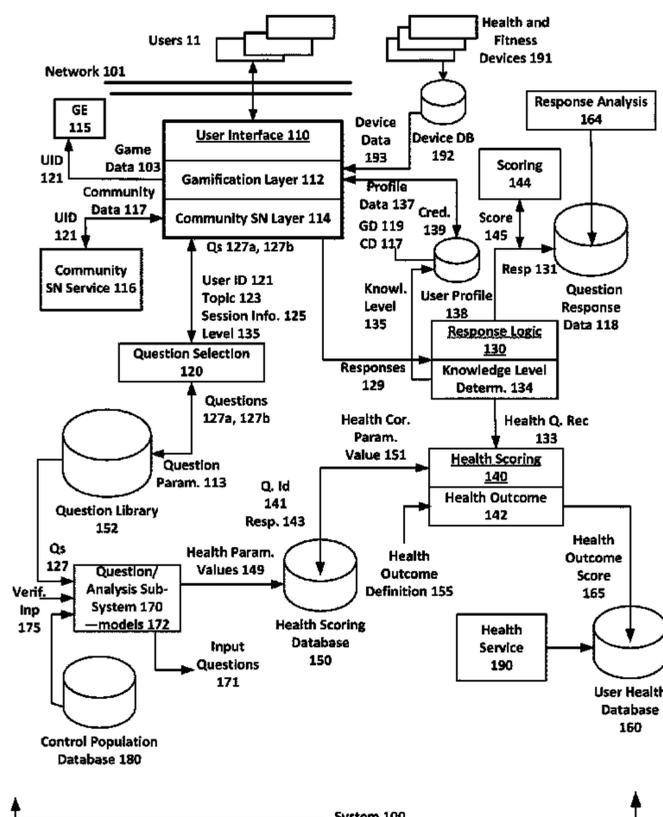 Users 11
Health and
Fitness
Devices 191
Network 101
GE
115
User Interface 110
Gamification Layer 112
Community SN Layer 114
Device
Data
193
Device DB
192
Response Analysis
164
UID
121
Game
Data 103
Community
Data 117
UID
121
Community
SN Service 116
Profile
Data 137
GD 119
CD 117
Cred.
139
Scoring
144
Score
145
Resp 131
Question
Response
Data 118
Knowl.
Level
135
User Profile
138
Qs 127a, 127b
User ID 121
Topic 123
Session Info. 125
Level 135
Question Selection
120
Responses
129
Response Logic
130
Knowledge Level
Determ. 134
Questions
127a, 127b
Question
Param. 113
Question Library
152
Health Cor.
Param.
Value 151
Health Q. Rec
133
Health Scoring
140
Health Outcome
142
Q. Id
141
Resp. 143
Qs
127
Verif.
Inp
175
Question/
Analysis Sub-
System 170
—models 172
Health Param.
Values 149
Health Scoring
Database
150
Health
Outcome
Definition 155
Health
Outcome
Score
165
Input
Questions
171
Health
Service
190
User Health
Database
160
Control Population
Database 180
System 100